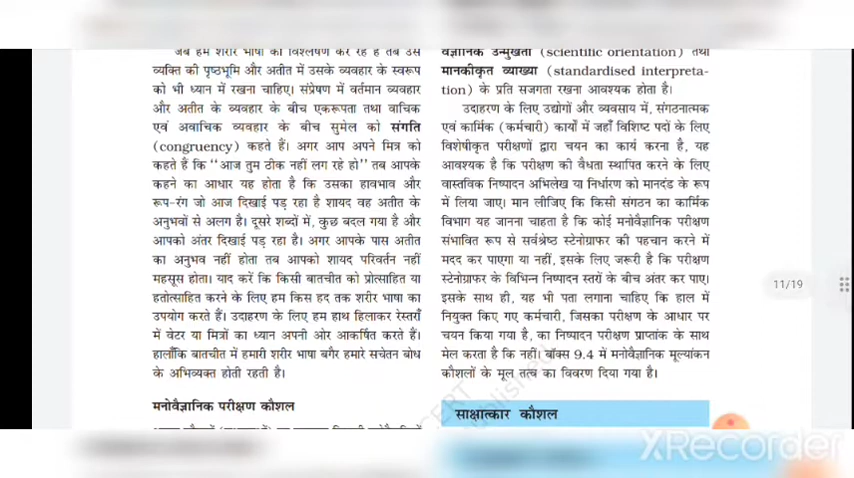 जब हम शरीर भाषा का विश्लेषण कर रहे हैं तब उस
व्यक्ति की पृष्ठभूमि और अतीत में उसके व्यवहार के स्वरूप
को भी ध्यान में रखना चाहिए। संप्रेषण में वर्तमान व्यवहार
और अतीत के व्यवहार के बीच एकरूपता तथा वाचिक
एवं अवाचिक व्यवहार के बीच सुमेल को संगति
(congruency) कहते हैं। अगर आप अपने मित्र को
कहते हैं कि “आज तुम ठीक नहीं लग रहे हो” तब आपके
कहने का आधार यह होता है कि उसका हावभाव और
रूप-रंग जो आज दिखाई पड़ रहा है शायद वह अतीत के
अनुभवों से अलग है। दूसरे शब्दों में, कुछ बदल गया है और
आपको अंतर दिखाई पड़ रहा है। अगर आपके पास अतीत
का अनुभव नहीं होता तब आपको शायद परिवर्तन नहीं
महसूस होता। याद करें कि किसी बातचीत को प्रोत्साहित या
हतोत्साहित करने के लिए हम किस हद तक शरीर भाषा का
उपयोग करते हैं। उदाहरण के लिए हम हाथ हिलाकर रेस्तराँ
में वेटर या मित्रों का ध्यान अपनी ओर आकर्षित करते हैं।
हालाँकि बातचीत में हमारी शरीर भाषा बगैर हमारे सचेतन बोध
के अभिव्यक्त होती रहती है।
मनोवैज्ञानिक परीक्षण कौशल
वैज्ञानिक उन्मुखता (scientific orientation) तथा
मानकीकृत व्याख्या (standardised interpreta-
tion) के प्रति सजगता रखना आवश्यक होता है।
उदाहरण के लिए उद्योगों और व्यवसाय में, संगठनात्मक
एवं कार्मिक (कर्मचारी) कार्यों में जहाँ विशिष्ट पदों के लिए
विशेषीकृत परीक्षणों द्वारा चयन का कार्य करना है, यह
आवश्यक है कि परीक्षण की वैधता स्थापित करने के लिए
वास्तविक निष्पादन अभिलेख या निर्धारण को मानदंड के रूप
में लिया जाए। मान लीजिए कि किसी संगठन का कार्मिक
विभाग यह जानना चाहता है कि कोई मनोवैज्ञानिक परीक्षण
संभावित रूप से सर्वश्रेष्ठ स्टेनोग्राफर की पहचान करने में
मदद कर पाएगा या नहीं, इसके लिए जरूरी है कि परीक्षण
स्टेनोग्राफर के विभिन्न निष्पादन स्तरों के बीच अंतर कर पाए।
इसके साथ ही, यह भी पता लगाना चाहिए कि हाल में
नियुक्त किए गए कर्मचारी, जिसका परीक्षण के आधार पर
चयन किया गया है, का निष्पादन परीक्षण प्राप्तांक के साथ
मेल करता है कि नहीं। बॉक्स 9.4 में मनोवैज्ञानिक मूल्यांकन
कौशलों के मूल तत्व का विवरण दिया गया है।
साक्षात्कार कौशल
11/19
XRecorder